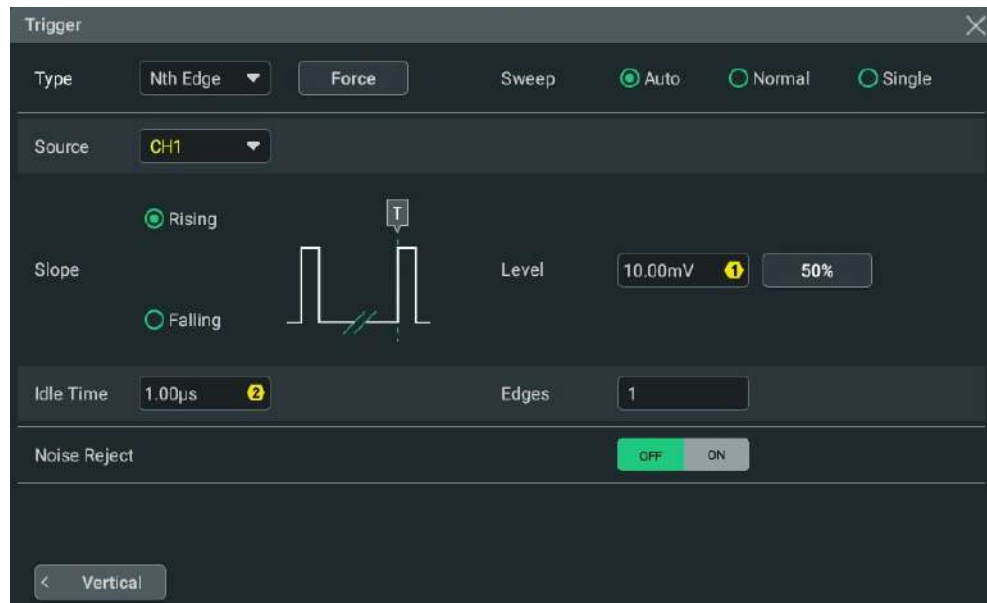 Trigger
Type Nth Edge Force Sweep Auto Normal Single
Source CH1
Rising
T
Slope Level 10.00mV 1 50%
Falling
Idle Time 1.00µs 2 Edges 1
Noise Reject OFF ON
< Vertical